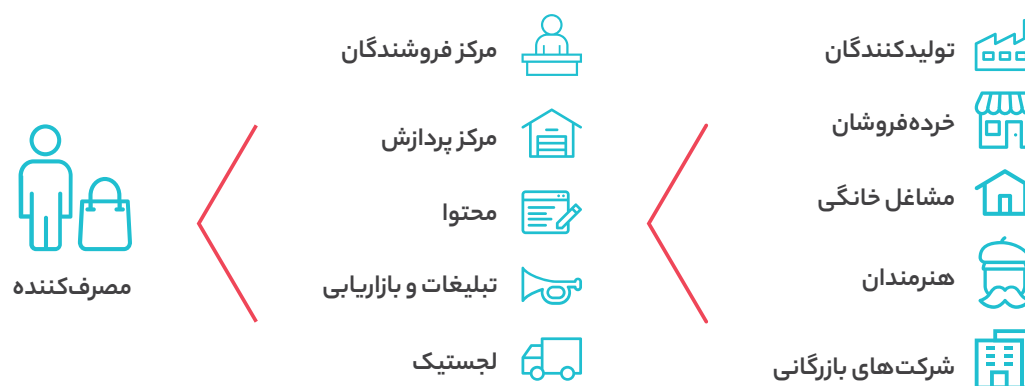 تولیدکنندگان
خرده‌فروشان
مشاغل خانگی
هنرمندان
شرکت‌های بازرگانی
مرکز فروشندگان
مرکز پردازش
محتوا
تبلیغات و بازاریابی
لجستیک
مصرف‌کننده